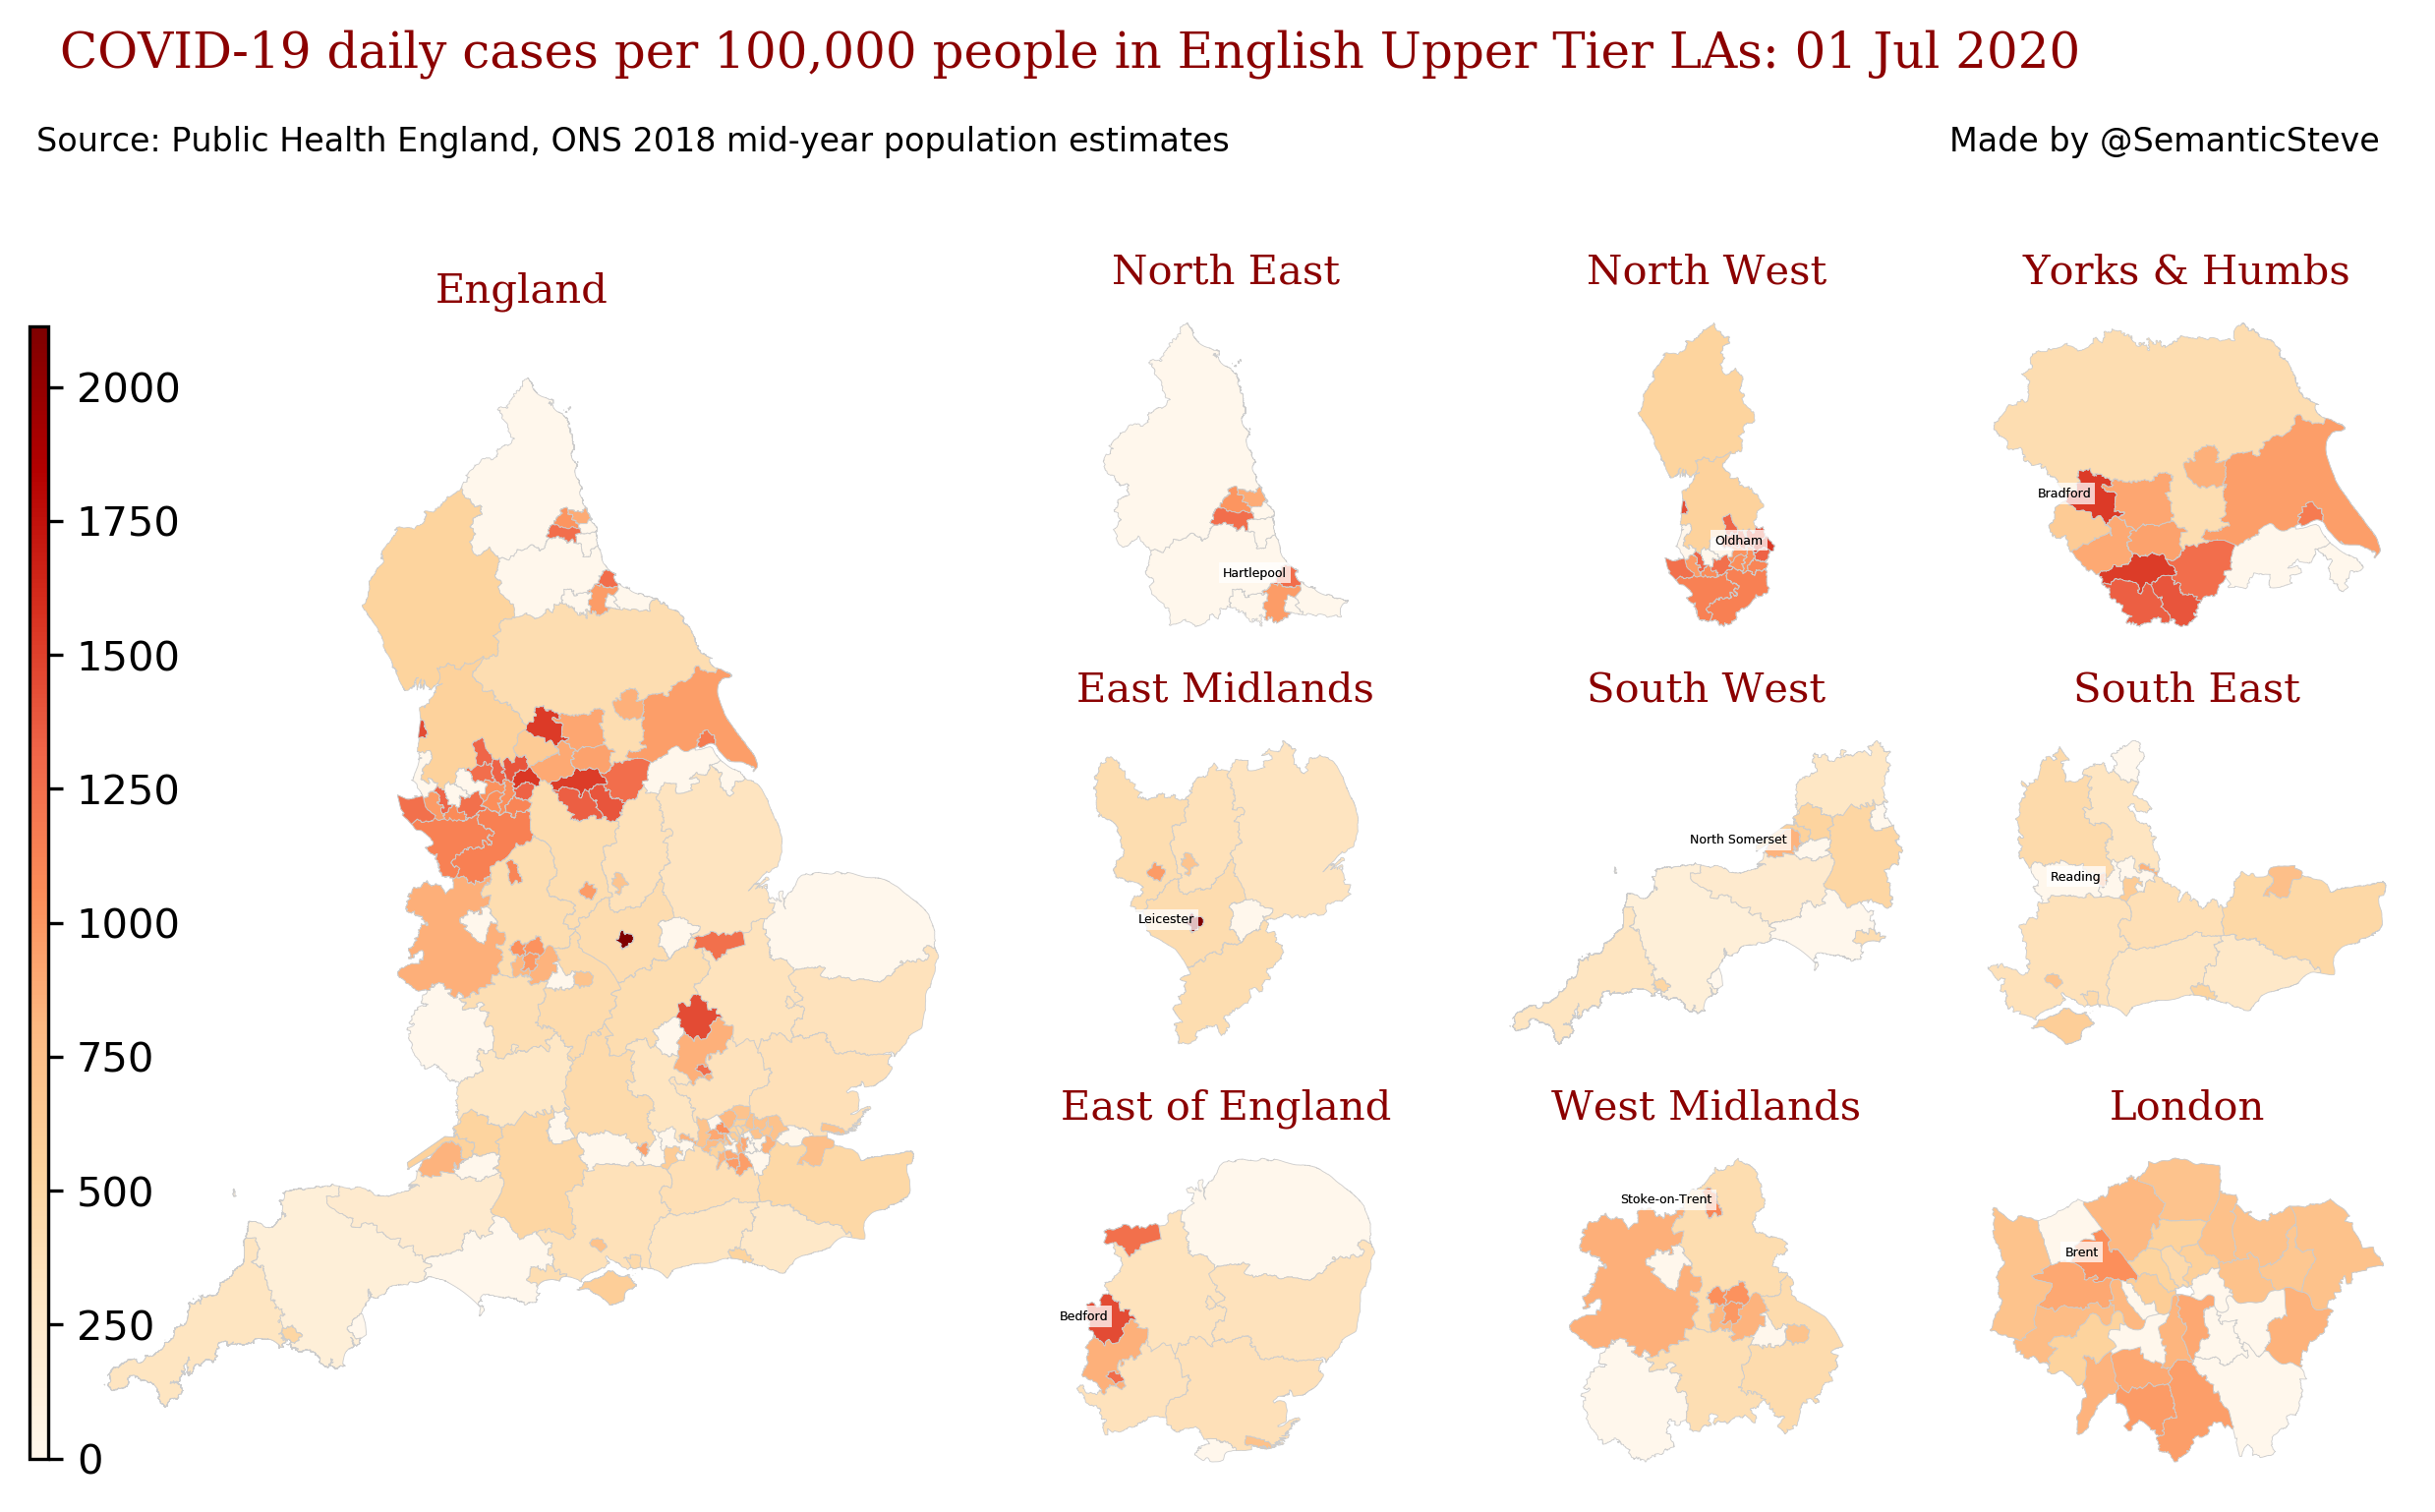 COVID-19 daily cases per 100,000 people in English Upper Tier LAs: 01 Jul 2020
Source: Public Health England, ONS 2018 mid-year population estimates
Made by @SemanticSteve
England
2000
1750
1500
1250
1000
750
500
250
0
North East
Hartlepool
North West
Oldham
Yorks & Humbs
Bradford
East Midlands
Leicester
South West
North Somerset
South East
Reading
East of England
Bedford
West Midlands
Stoke-on-Trent
London
Brent